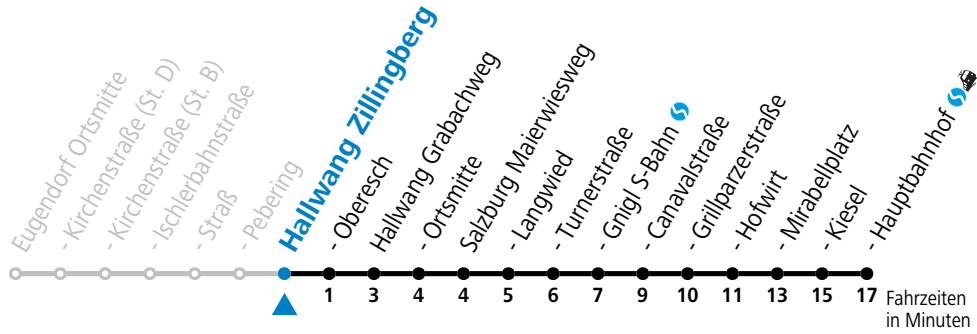 Eugendorf Ortsmitte
- Kirchenstraße (St. D)
- Kirchenstraße (St. B)
- Ischlerbahnstraße
- Straß
- Pebering
Hallwang Zillingberg
- Oberesch
Hallwang Grabachweg
- Ortsmitte
Salzburg Maierwiesweg
- Langwied
- Turnerstraße
- Gnigl S-Bahn
- Canavalstraße
- Grillparzerstraße
- Hofwirt
- Mirabellplatz
- Kiesel
- Hauptbahnhof
1 3 4 4 5 6 7 9 10 11 13 15 17
Fahrzeiten
in Minuten